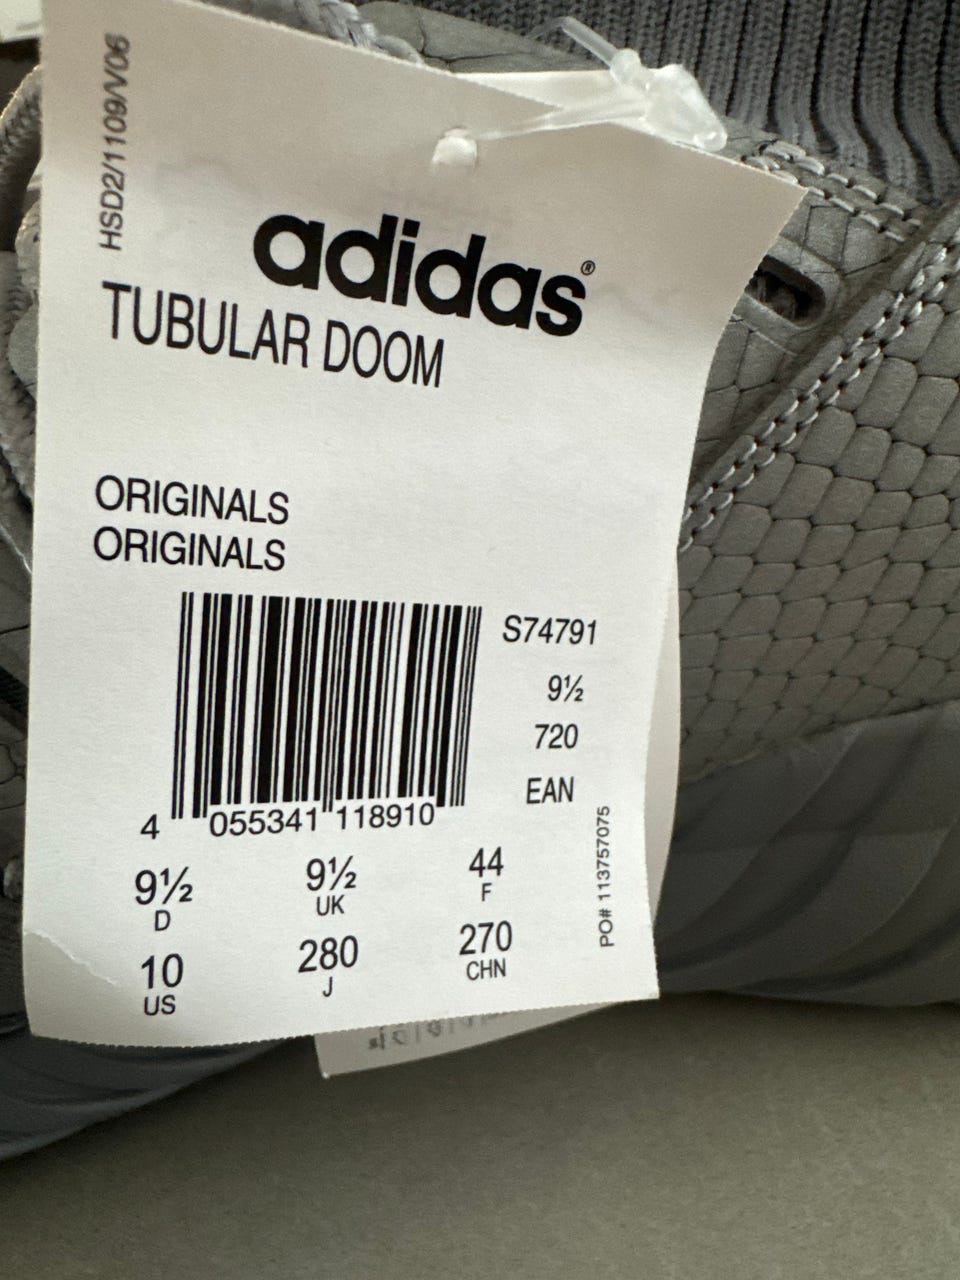 HSD2/1109/V06
adidas®
TUBULAR DOOM
ORIGINALS
ORIGINALS
S74791
9½
720
EAN
4 055341 118910
PO# 113757075
9½ 9½ 44
D UK F
10 280 270
US J CHN